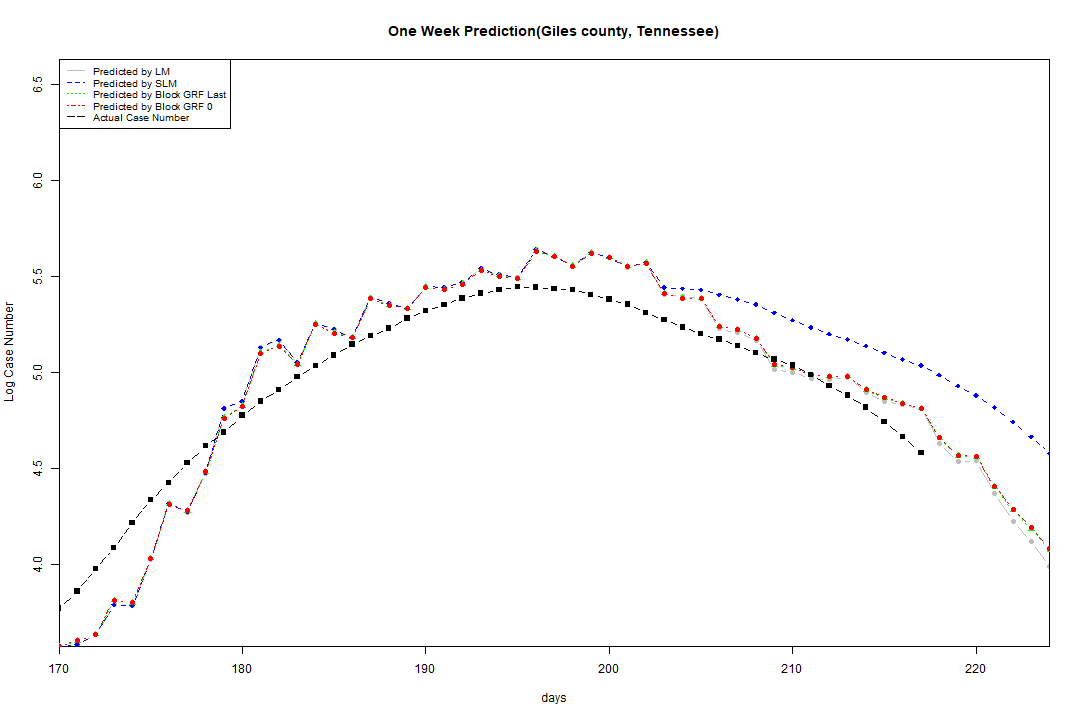 One Week Prediction(Giles county, Tennessee)
Predicted by LM
Predicted by SLM
Predicted by Block GRF Last
Predicted by Block GRF 0
Actual Case Number
6.5
6.0
5.5
5.0
4.5
4.0
Log Case Number
170 180 190 200 210 220
days